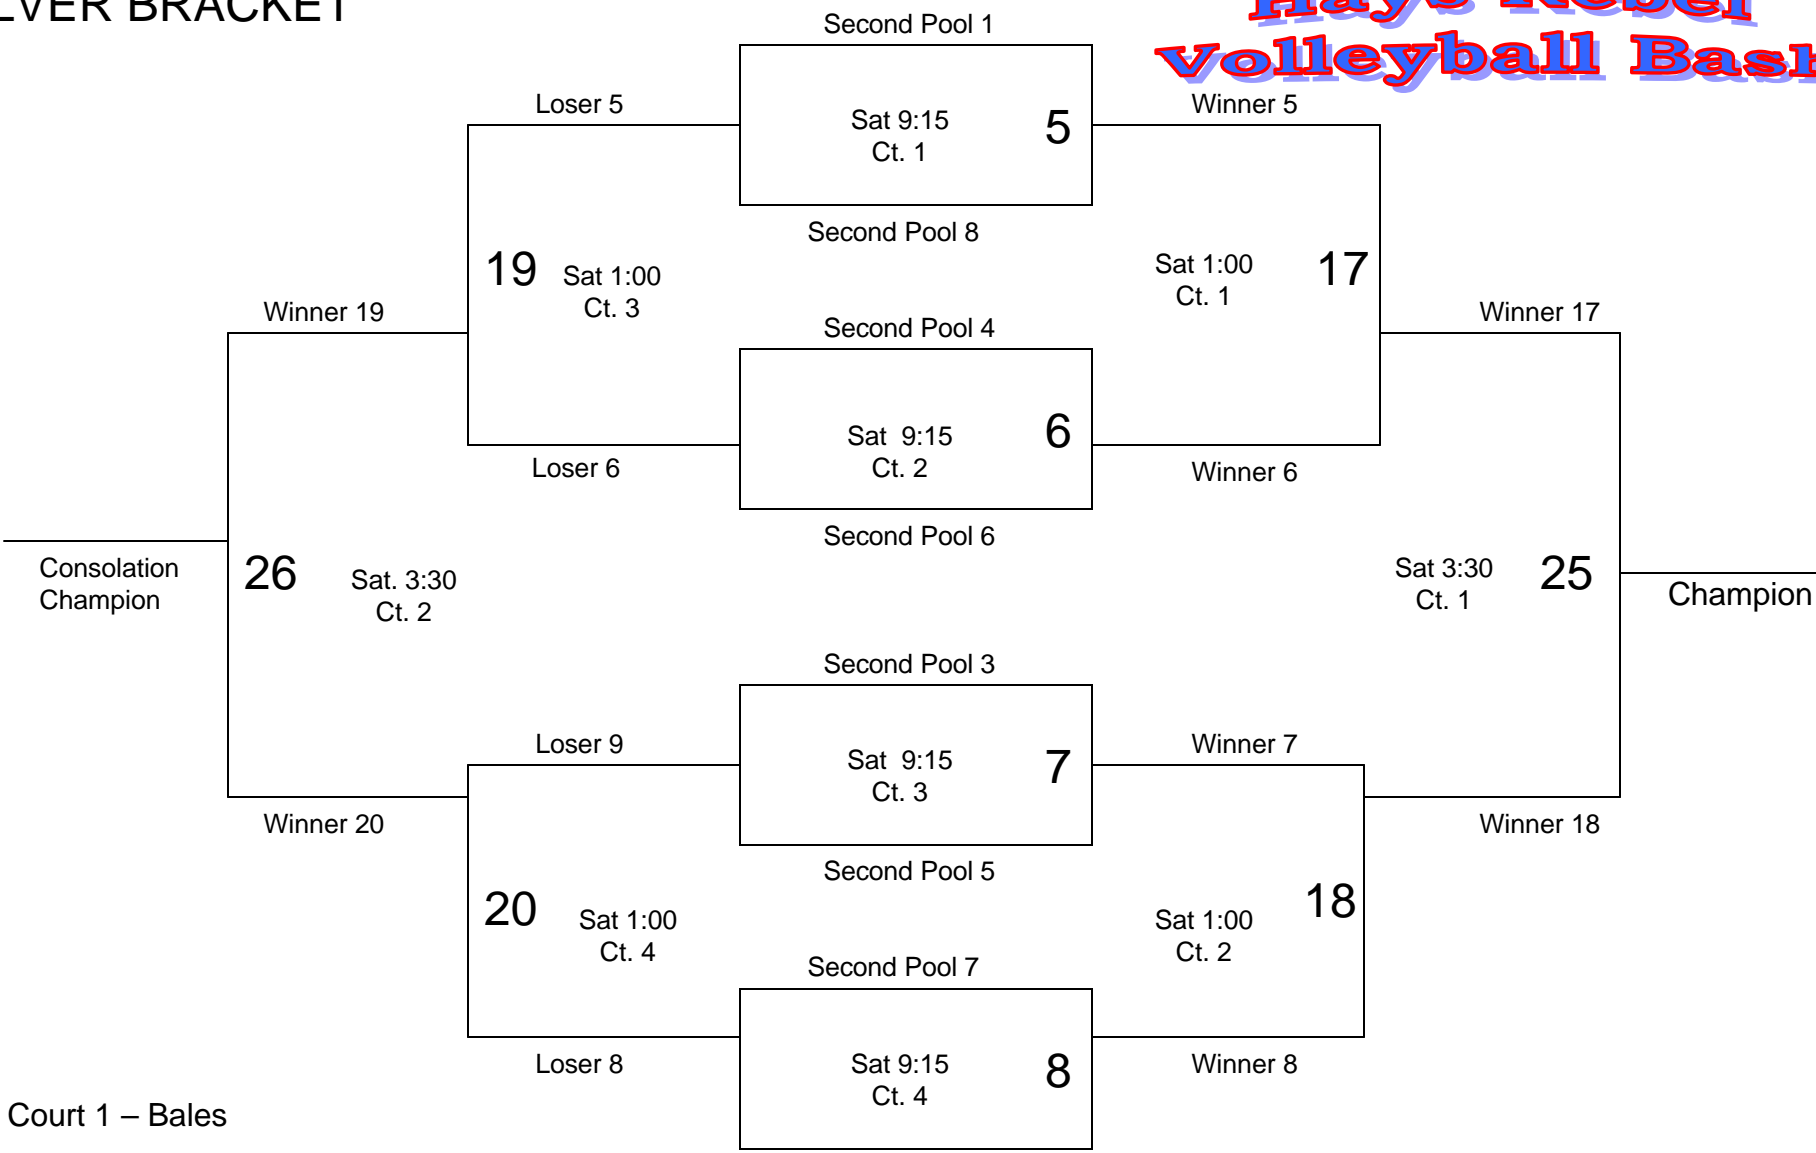 LVER BRACKET
Hays Rebel
Volleyball Bash
Second Pool 1
Loser 5
Sat 9:15
Ct. 1
5
Winner 5
Second Pool 8
19
Sat 1:00
Ct. 3
Sat 1:00
Ct. 1
17
Winner 19
Second Pool 4
Winner 17
Sat 9:15
Ct. 2
6
Loser 6
Winner 6
Second Pool 6
Consolation
Champion
26
Sat. 3:30
Ct. 2
Sat 3:30
Ct. 1
25
Champion
Second Pool 3
Loser 9
Sat 9:15
Ct. 3
7
Winner 7
Winner 20
Winner 18
Second Pool 5
20
Sat 1:00
Ct. 4
Sat 1:00
Ct. 2
18
Second Pool 7
Loser 8
Sat 9:15
Ct. 4
8
Winner 8
Court 1 – Bales